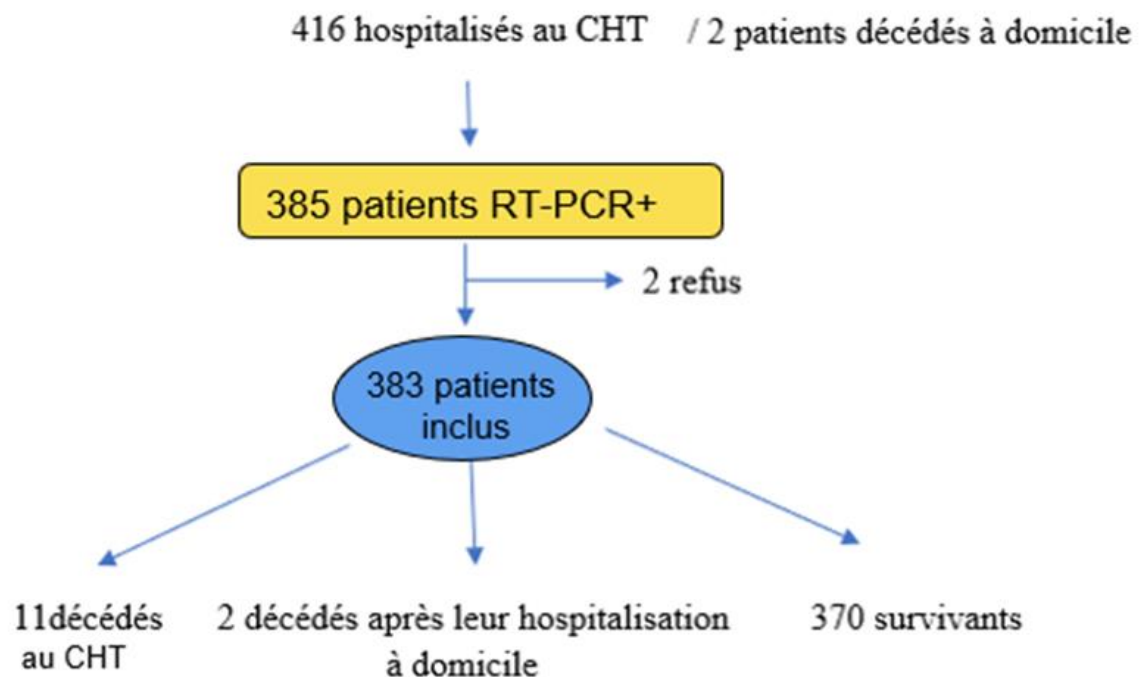 416 hospitalisés au CHT / 2 patients décédés à domicile
385 patients RT-PCR+
2 refus
383 patients
inclus
11décédés
au CHT
2 décédés après leur hospitalisation
à domicile
370 survivants